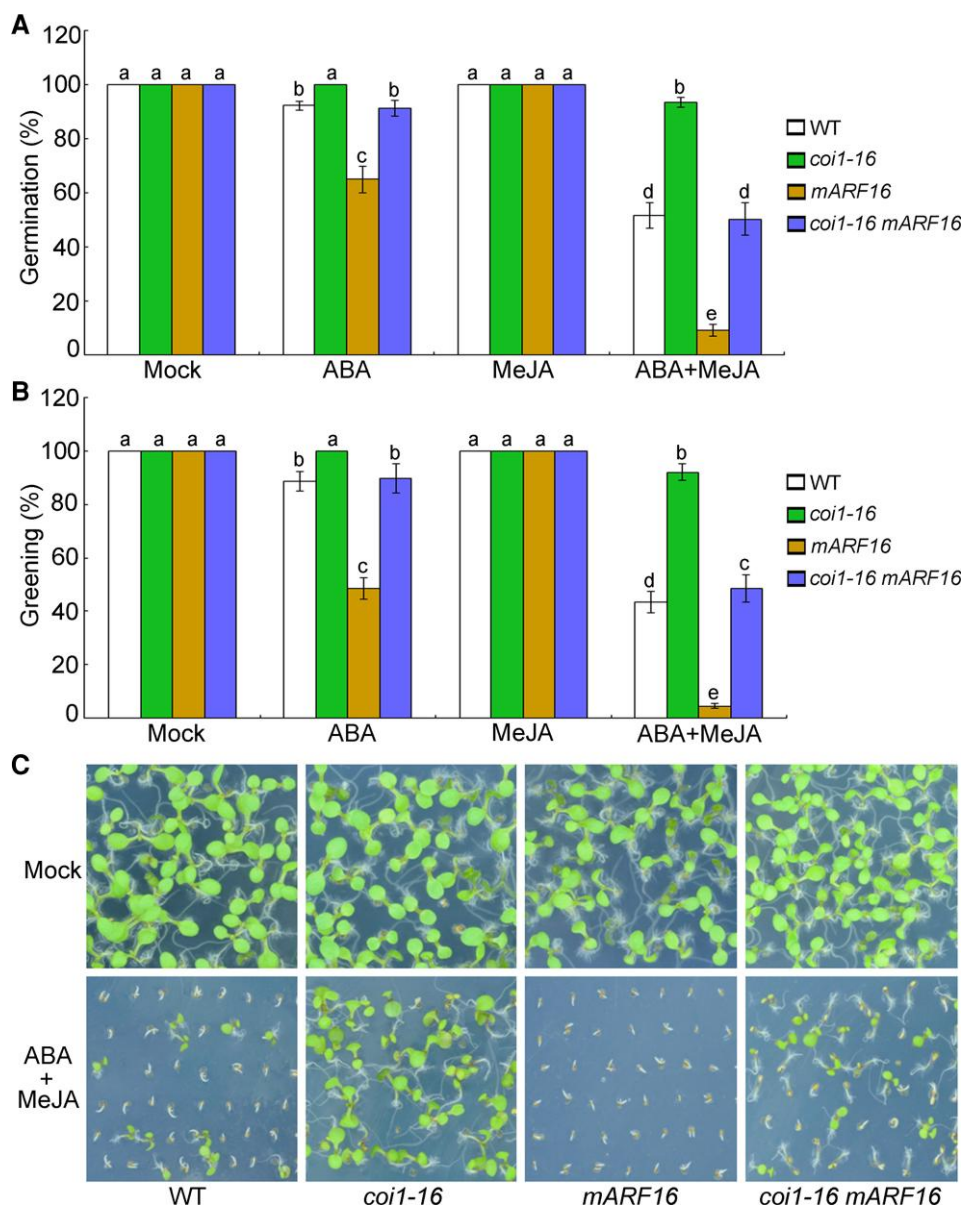 A
120
100
80
60
40
20
0
Germination (%)
a a a a
b a c b
a a a a
d b e d
Mock ABA MeJA ABA+MeJA
WT
coi1-16
mARF16
coi1-16 mARF16
B
120
100
80
60
40
20
0
Greening (%)
a a a a
b a c b
a a a a
d b e c
Mock ABA MeJA ABA+MeJA
WT
coi1-16
mARF16
coi1-16 mARF16
C
Mock
ABA
+
MeJA
WT coi1-16 mARF16 coi1-16 mARF16